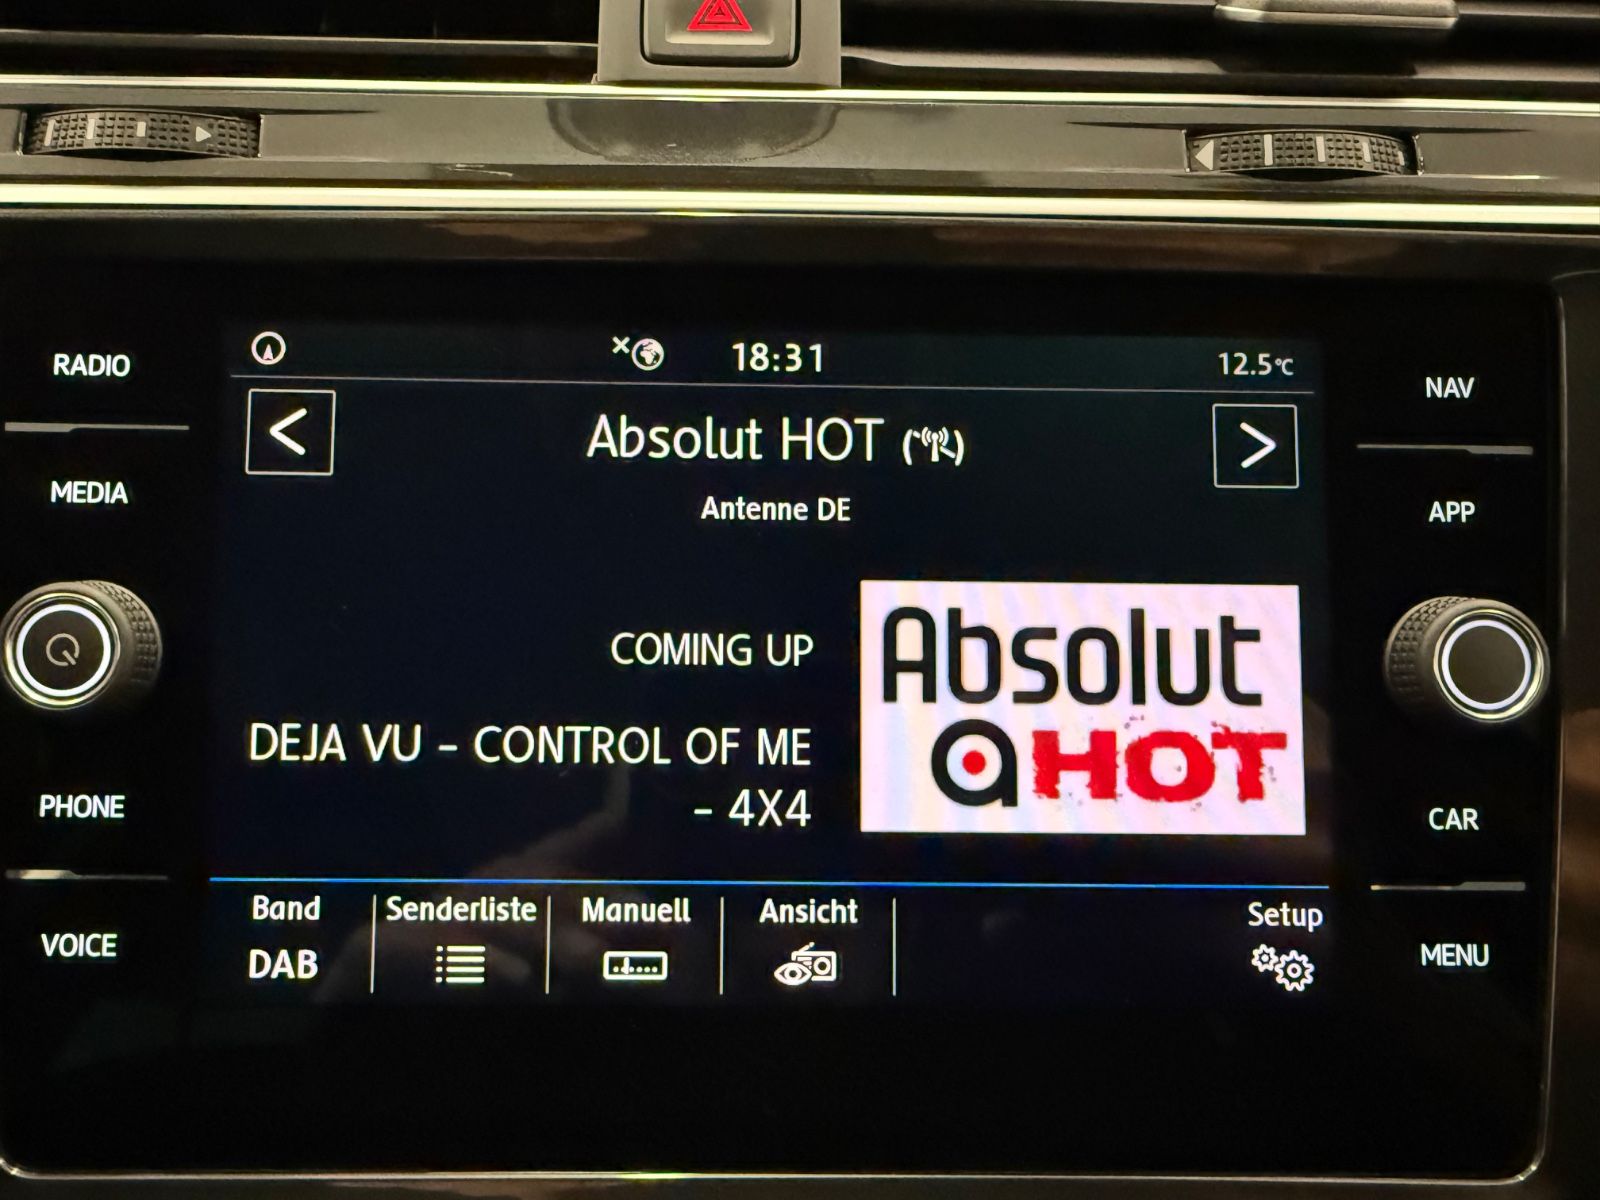 18:31
12.5°C
RADIO
NAV
<
Absolut HOT
>
MEDIA
Antenne DE
APP
COMING UP
Absolut
DEJA VU - CONTROL OF ME
- 4X4
a HOT
PHONE
CAR
Band
Senderliste
Manuell
Ansicht
Setup
DAB
VOICE
MENU